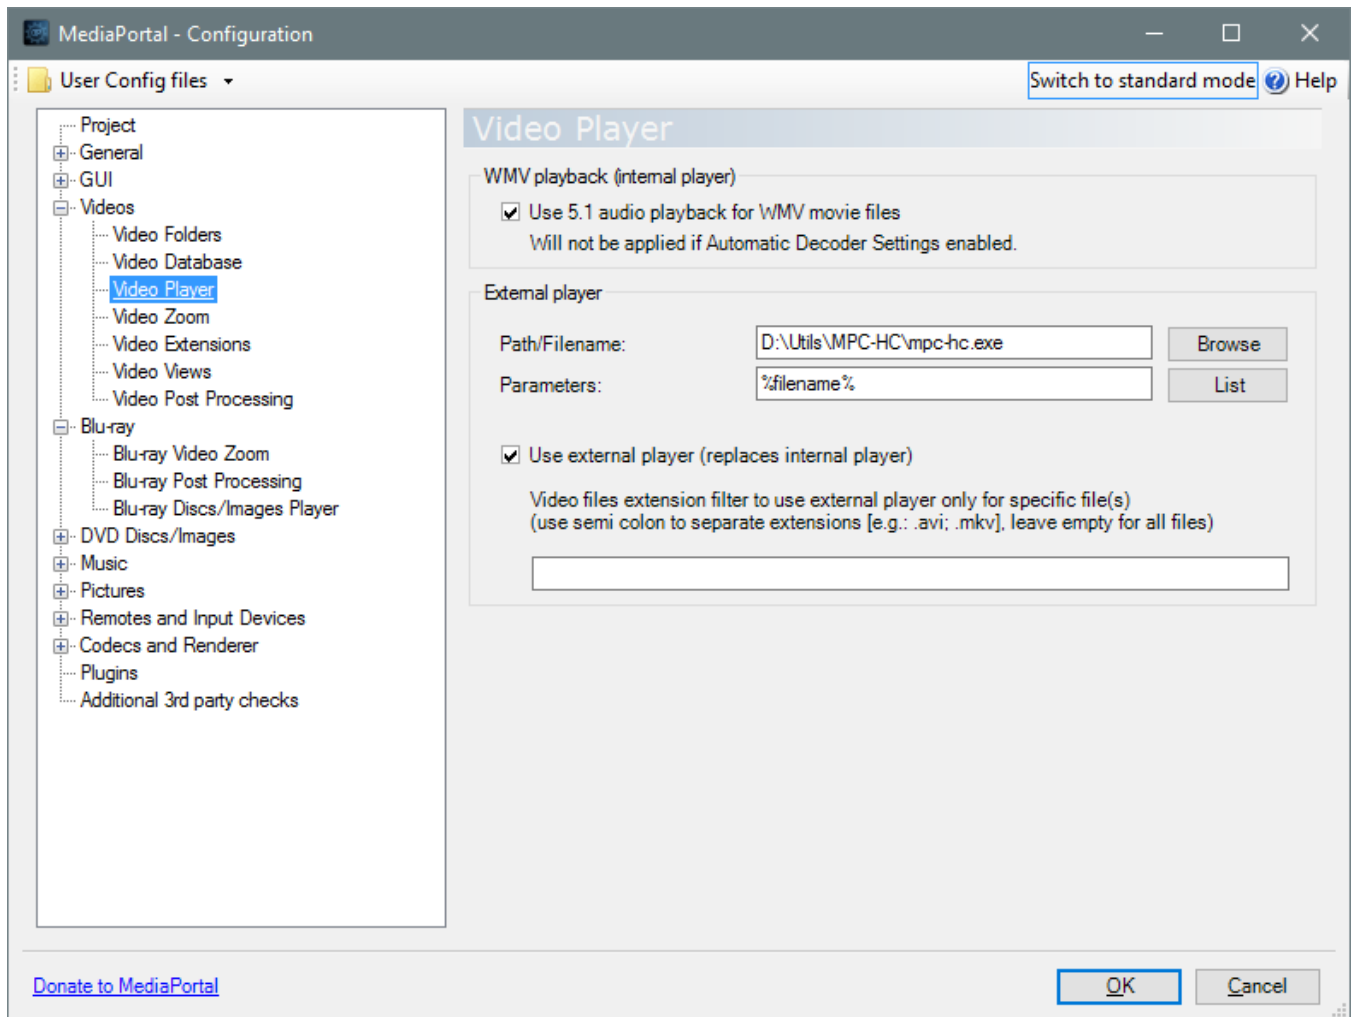 MediaPortal - Configuration
User Config files
Switch to standard mode
Help
Project
General
GUI
Videos
Video Folders
Video Database
Video Player
Video Zoom
Video Extensions
Video Views
Video Post Processing
Blu-ray
Blu-ray Video Zoom
Blu-ray Post Processing
Blu-ray Discs/Images Player
DVD Discs/Images
Music
Pictures
Remotes and Input Devices
Codecs and Renderer
Plugins
Additional 3rd party checks
Video Player
WMV playback (internal player)
Use 5.1 audio playback for WMV movie files
Will not be applied if Automatic Decoder Settings enabled.
External player
Path/Filename:
D:\Utils\MPC-HC\mpc-hc.exe
Browse
Parameters:
%filename%
List
Use external player (replaces internal player)
Video files extension filter to use external player only for specific file(s)
(use semi colon to separate extensions [e.g.: .avi; .mkv], leave empty for all files)
Donate to MediaPortal
OK
Cancel